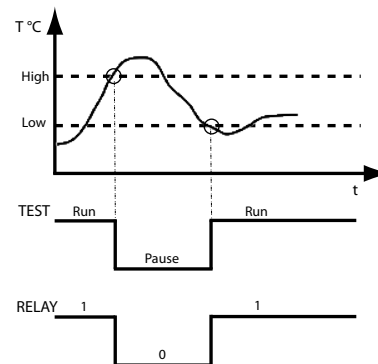 T °C
High
Low
t
TEST
Run
Run
Pause
RELAY
1
1
0